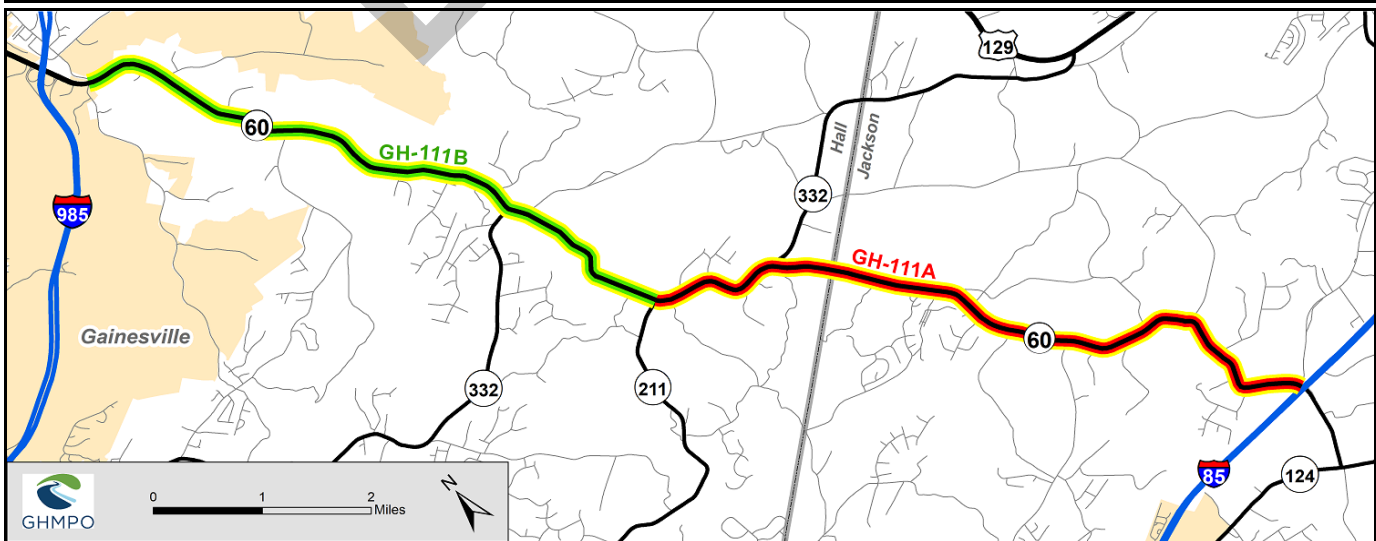 129
60
Hall
Jackson
GH-111B
332
985
GH-111A
Gainesville
60
332
211
85
124
0 1 2
Miles
N
GHMPO